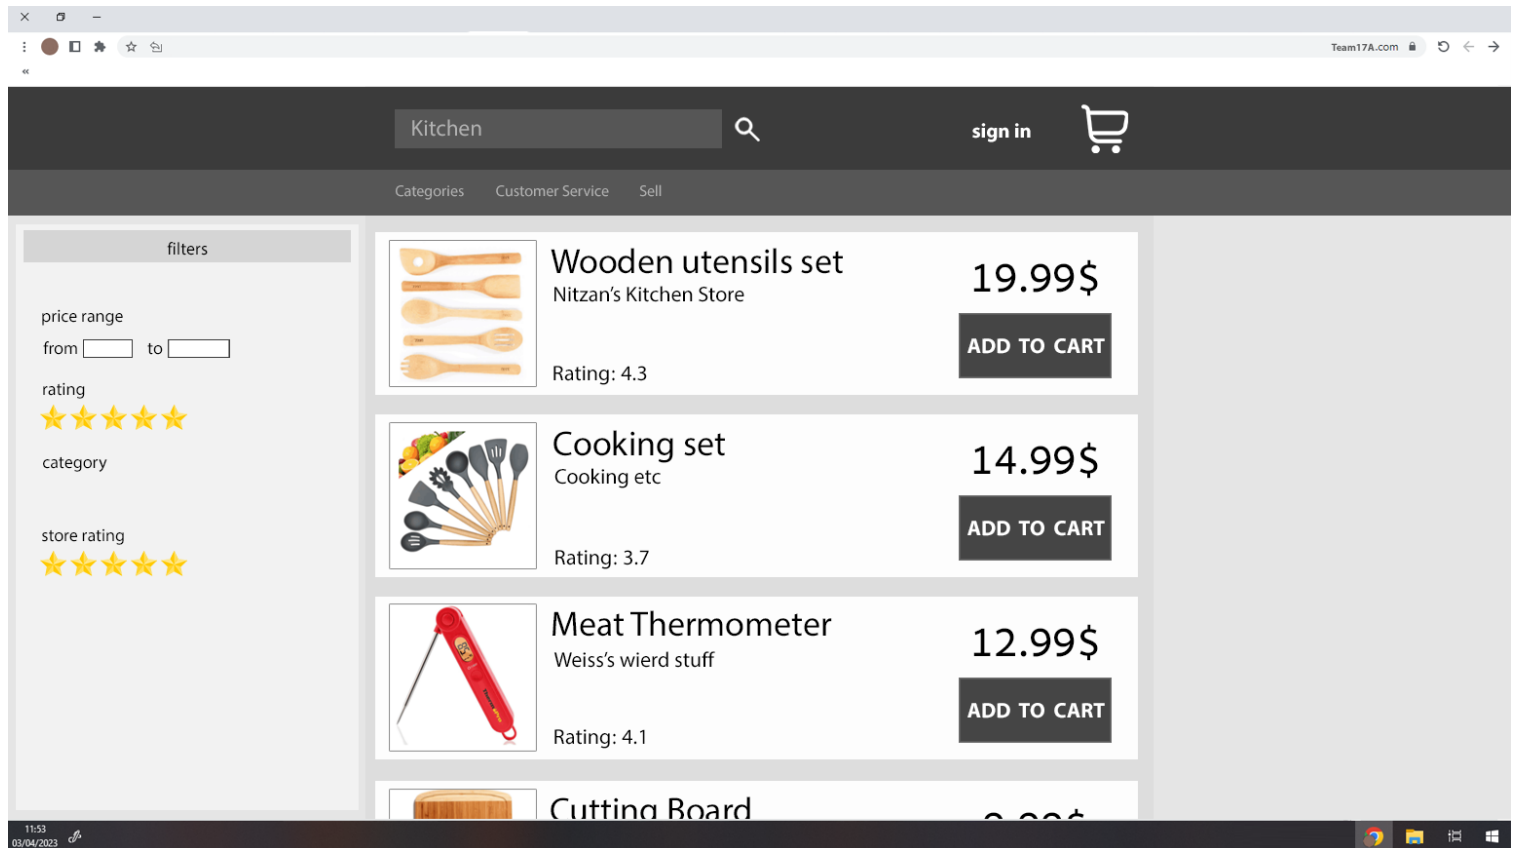 Team17A.com
Kitchen
sign in
Categories Customer Service Sell
filters
price range
from to
rating
category
store rating
Wooden utensils set
Nitzan's Kitchen Store
Rating: 4.3
19.99$
ADD TO CART
Cooking set
Cooking etc
Rating: 3.7
14.99$
ADD TO CART
Meat Thermometer
Weiss's wierd stuff
Rating: 4.1
12.99$
ADD TO CART
Cutting Board
11:53
03/04/2023